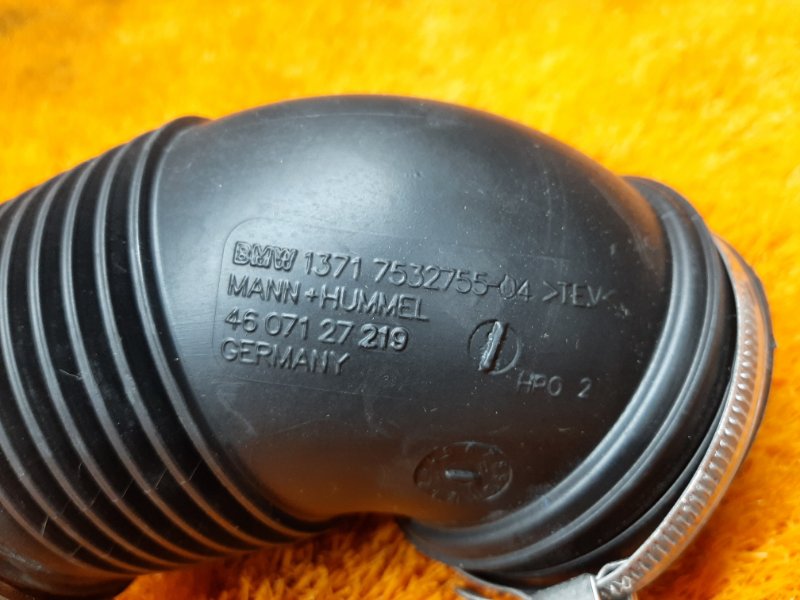 BMW 1371 7532755-04 >TEV<
MANN+HUMMEL
46 071 27 219
GERMANY
HPO 2